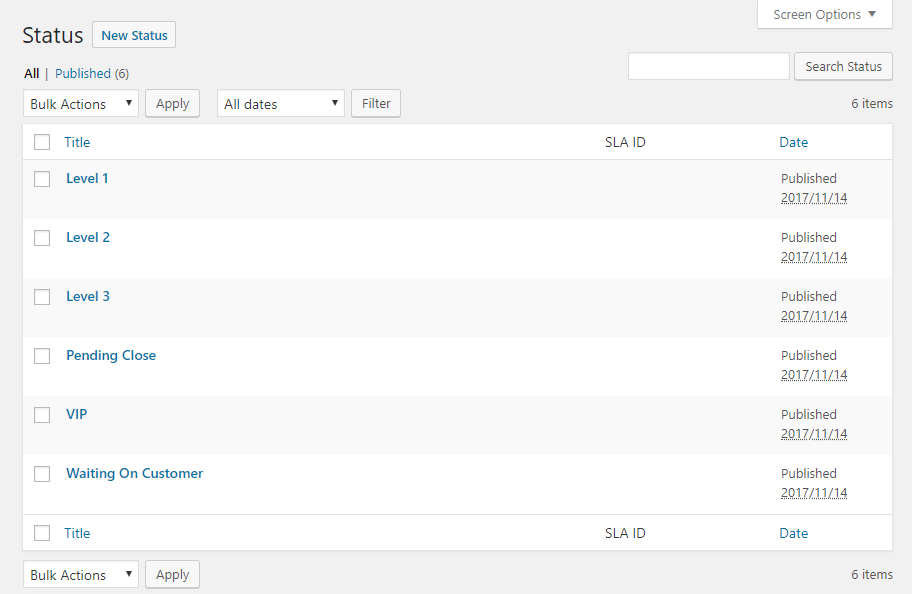 Screen Options ▼
Status New Status
All | Published (6)
Search Status
Bulk Actions ▼ Apply All dates ▼ Filter 6 items
Title SLA ID Date
Level 1 Published
2017/11/14
Level 2 Published
2017/11/14
Level 3 Published
2017/11/14
Pending Close Published
2017/11/14
VIP Published
2017/11/14
Waiting On Customer Published
2017/11/14
Title SLA ID Date
Bulk Actions ▼ Apply 6 items